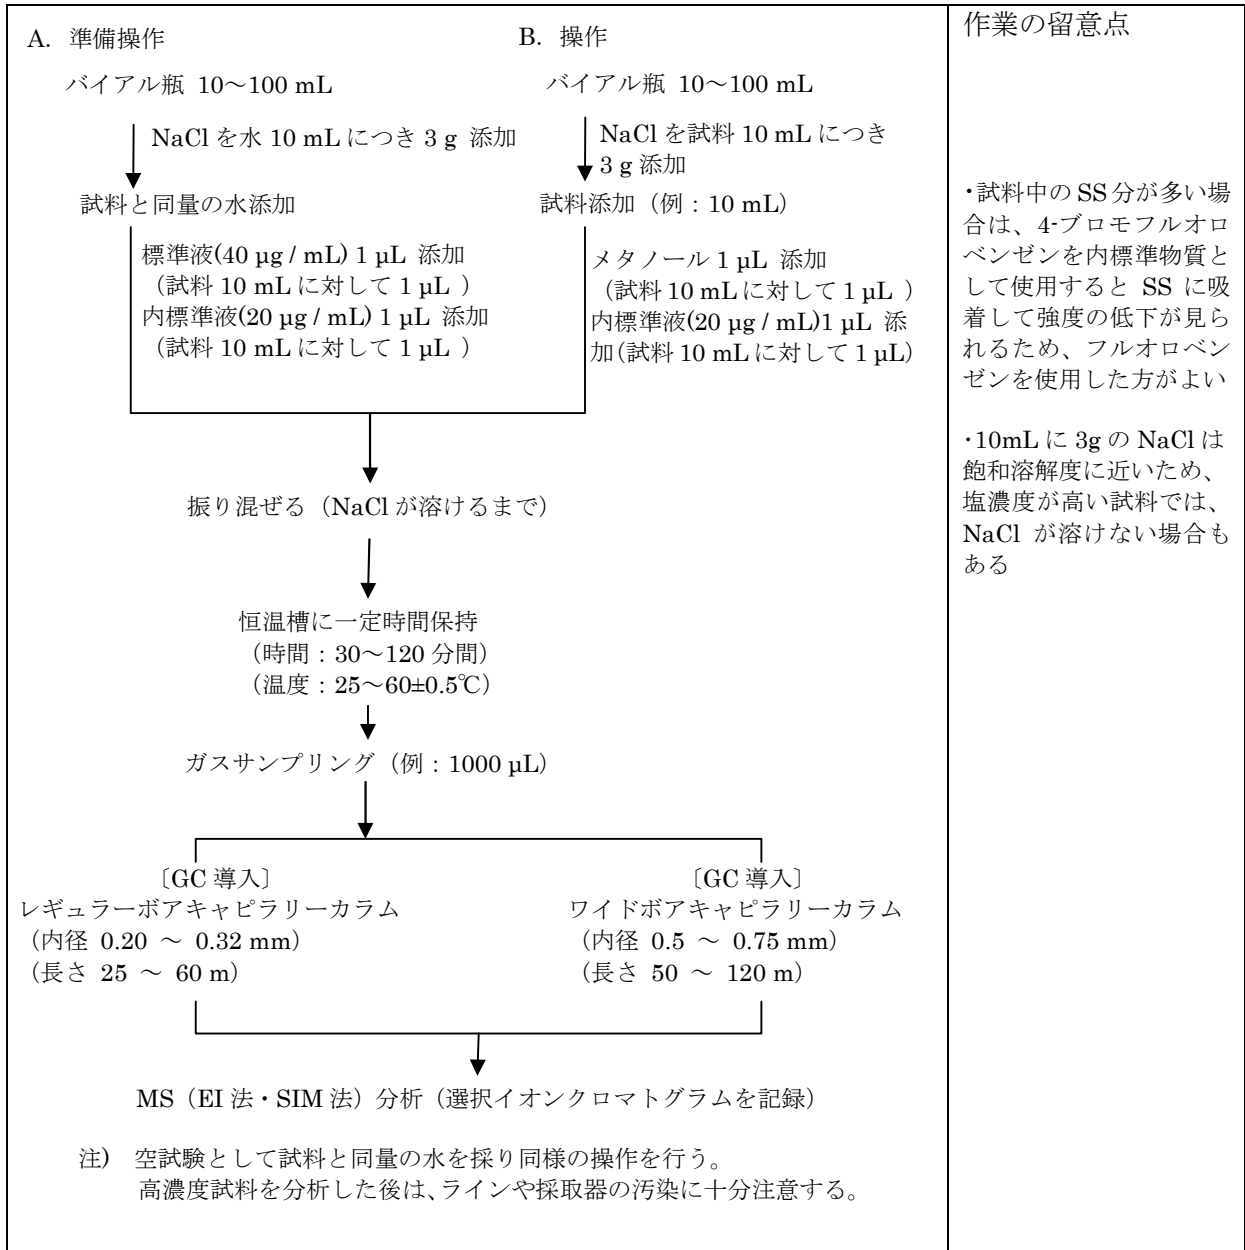 A. 準備操作
バイアル瓶 10～100 mL
NaCl を水 10 mL につき 3 g 添加
試料と同量の水添加
標準液(40 μg / mL) 1 μL 添加
（試料 10 mL に対して 1 μL ）
内標準液(20 μg / mL) 1 μL 添加
（試料 10 mL に対して 1 μL ）
B. 操作
バイアル瓶 10～100 mL
NaCl を試料 10 mL につき
3 g 添加
試料添加（例：10 mL）
メタノール 1 μL 添加
（試料 10 mL に対して 1 μL ）
内標準液(20 μg / mL)1 μL 添
加(試料 10 mL に対して 1 μL)
振り混ぜる（NaCl が溶けるまで）
恒温槽に一定時間保持
（時間：30～120 分間）
（温度：25～60±0.5℃）
ガスサンプリング（例：1000 μL）
〔GC 導入〕
レギュラーボアキャピラリーカラム
（内径 0.20 ～ 0.32 mm）
（長さ 25 ～ 60 m）
〔GC 導入〕
ワイドボアキャピラリーカラム
（内径 0.5 ～ 0.75 mm）
（長さ 50 ～ 120 m）
MS（EI 法・SIM 法）分析（選択イオンクロマトグラムを記録）
注) 空試験として試料と同量の水を採り同様の操作を行う。
高濃度試料を分析した後は、ラインや採取器の汚染に十分注意する。
作業の留意点
・試料中の SS 分が多い場
合は、4-ブロモフルオロ
ベンゼンを内標準物質と
して使用すると SS に吸
着して強度の低下が見ら
れるため、フルオロベン
ゼンを使用した方がよい
・10mL に 3g の NaCl は
飽和溶解度に近いため、
塩濃度が高い試料では、
NaCl が溶けない場合も
ある